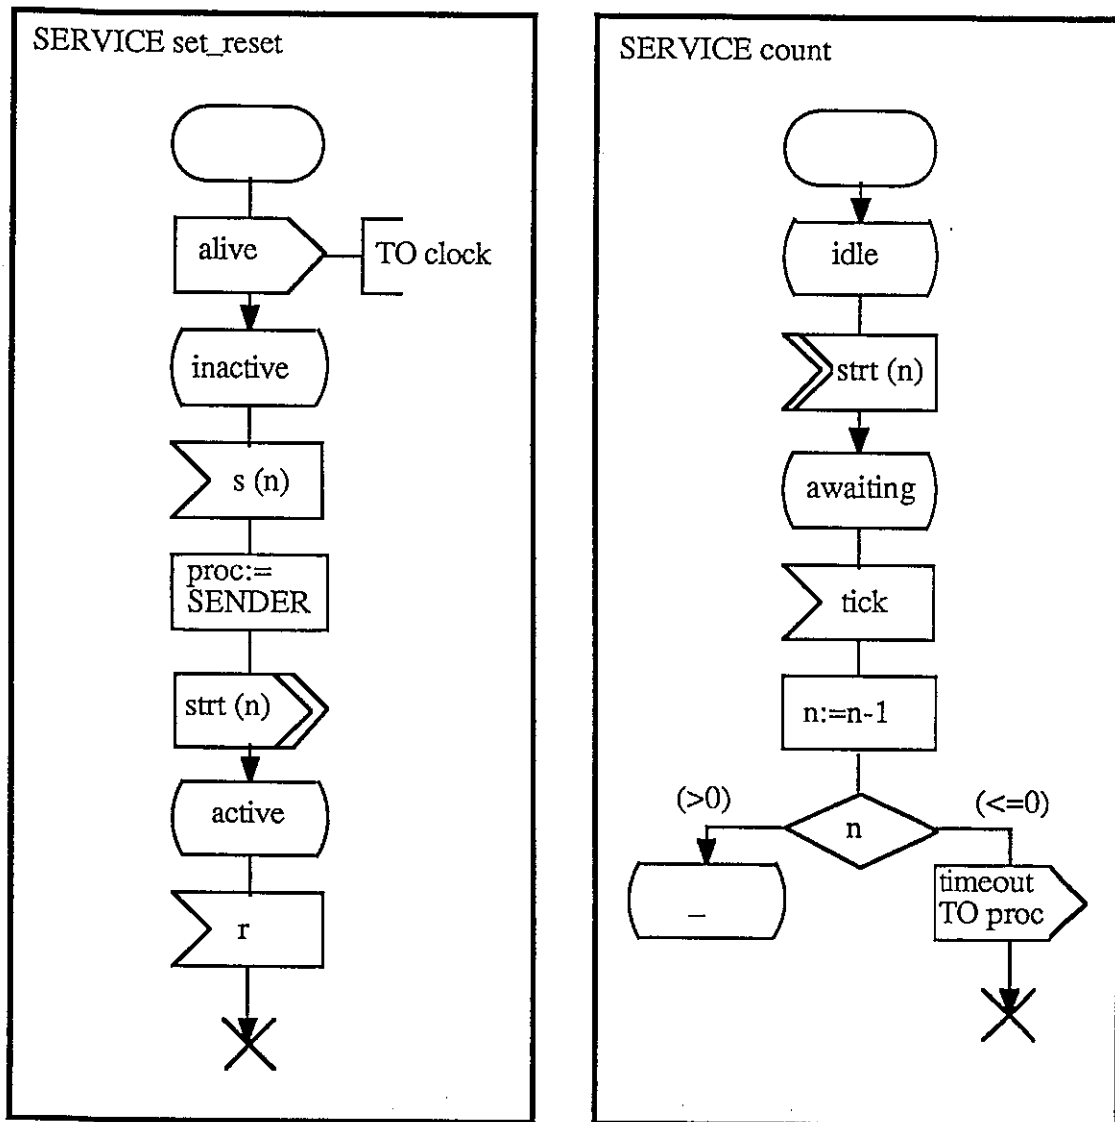 SERVICE set_reset
alive
TO clock
inactive
s (n)
proc:=
SENDER
strt (n)
active
r
SERVICE count
idle
strt (n)
awaiting
tick
n:=n-1
(>0)
n
(<=0)
_
timeout
TO proc